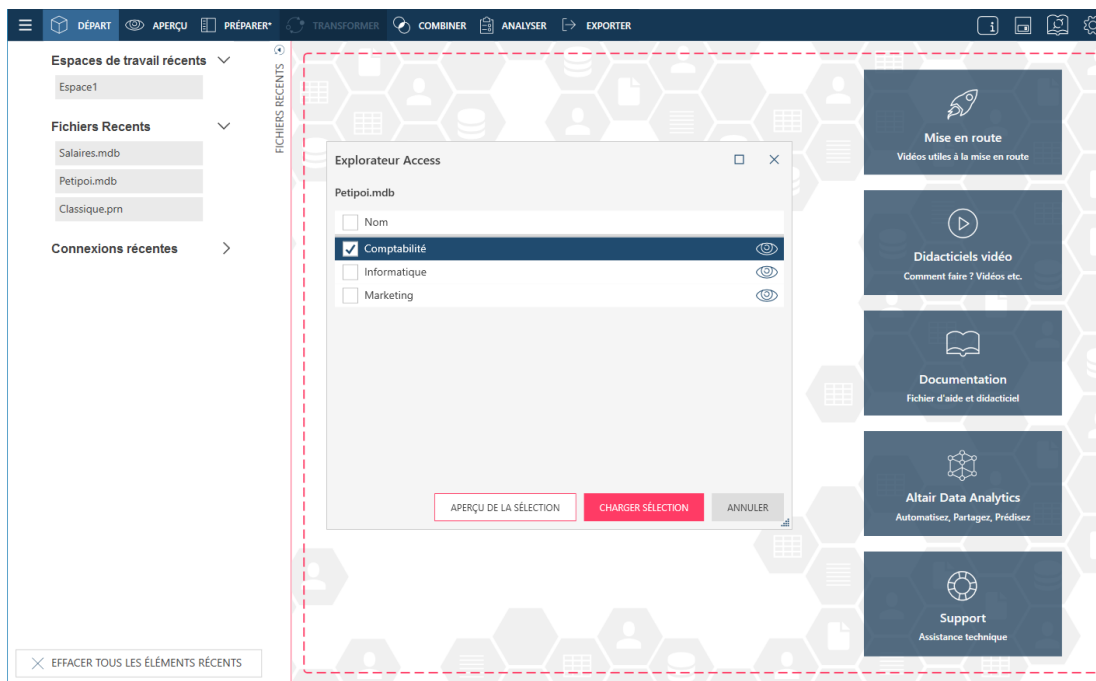 DÉPART
APERÇU
PRÉPARER*
TRANSFORMER
COMBINER
ANALYSER
EXPORTER
Espaces de travail récents
Espace1
Fichiers Recents
Salaires.mdb
Petipoi.mdb
Classique.prn
Connexions récentes
EFFACER TOUS LES ÉLÉMENTS RÉCENTS
FICHIERS RECENTS
Explorateur Access
Petipoi.mdb
Nom
Comptabilité
Informatique
Marketing
APERÇU DE LA SÉLECTION
CHARGER SÉLECTION
ANNULER
Mise en route
Vidéos utiles à la mise en route
Didacticiels vidéo
Comment faire ? Vidéos etc.
Documentation
Fichier d'aide et didacticiel
Altair Data Analytics
Automatisez, Partagez, Prédisez
Support
Assistance technique